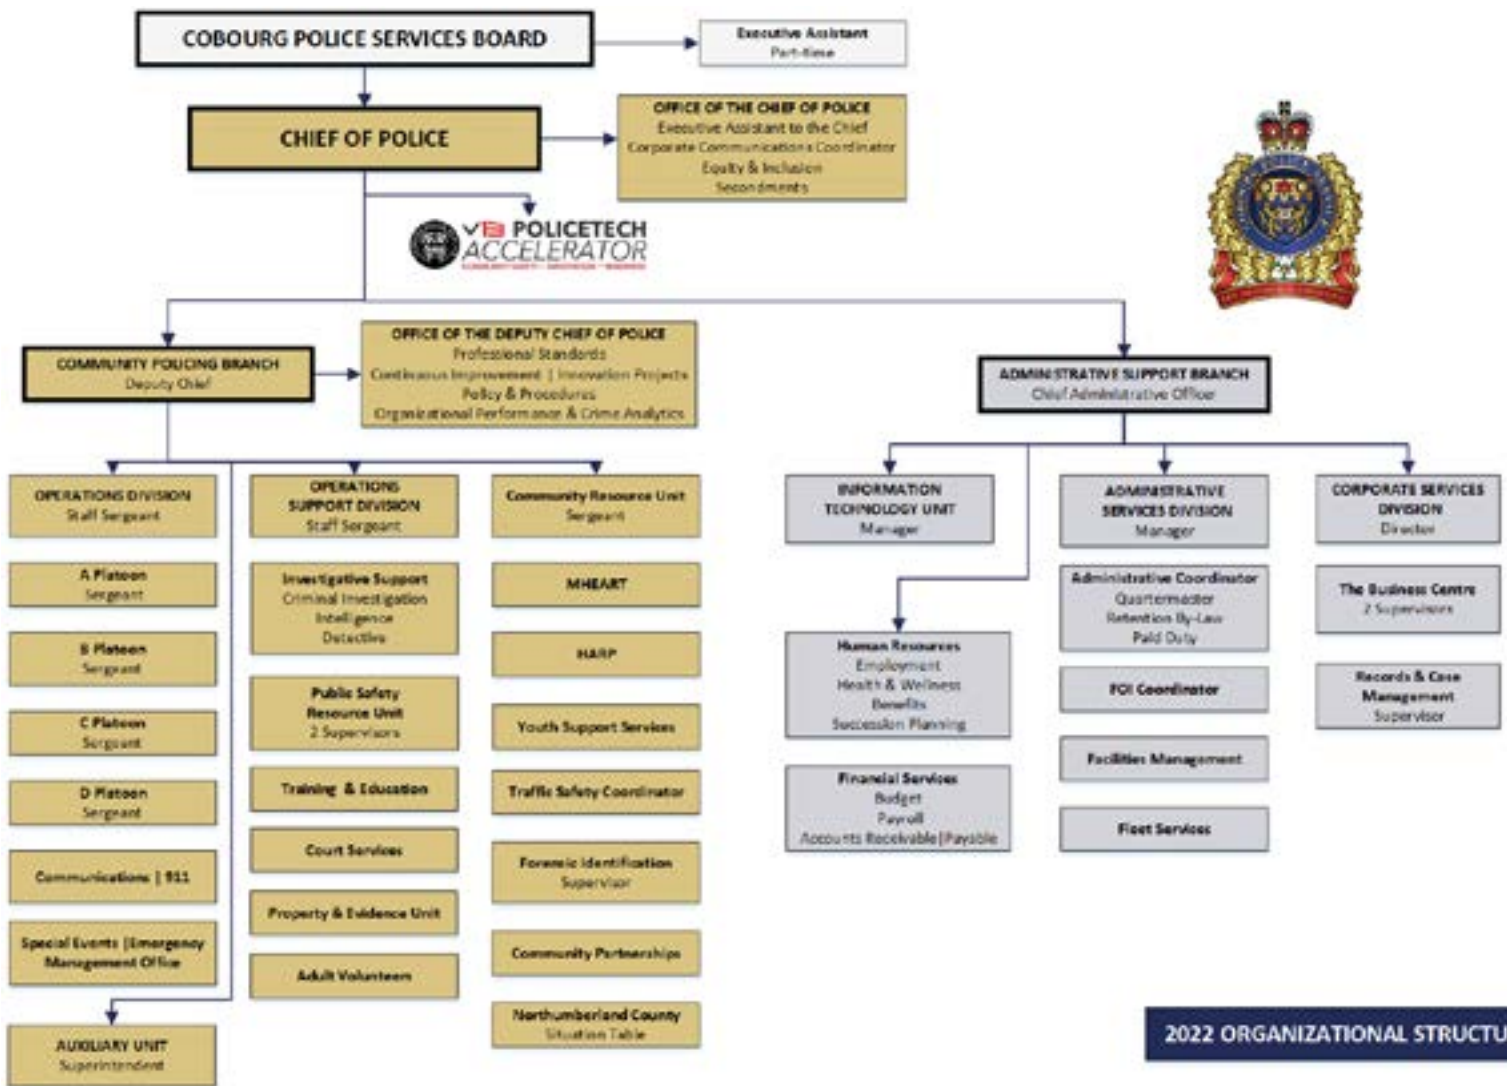 COBOURG POLICE SERVICES BOARD
Executive Assistant
Part-time
CHIEF OF POLICE
OFFICE OF THE CHIEF OF POLICE
Executive Assistant to the Chief
Corporate Communications Coordinator
Equity & Inclusion
Secondments
POLICETECH
ACCELERATOR
COMMUNITY POLICING BRANCH
Deputy Chief
OFFICE OF THE DEPUTY CHIEF OF POLICE
Professional Standards
Continuous Improvement | Innovation Projects
Policy & Procedures
Organizational Performance & Crime Analytics
ADMINISTRATIVE SUPPORT BRANCH
Chief Administrative Officer
OPERATIONS DIVISION
Staff Sergeant
A Platoon
Sergeant
B Platoon
Sergeant
C Platoon
Sergeant
D Platoon
Sergeant
Communications | 911
Special Events |Emergency
Management Office
AUXILIARY UNIT
Superintendent
OPERATIONS
SUPPORT DIVISION
Staff Sergeant
Investigative Support
Criminal Investigation
Intelligence
Detective
Public Safety
Resource Unit
2 Supervisors
Training & Education
Court Services
Property & Evidence Unit
Adult Volunteers
Community Resource Unit
Sergeant
MHEART
HARP
Youth Support Services
Traffic Safety Coordinator
Forensic Identification
Supervisor
Community Partnerships
Northumberland County
Situation Table
INFORMATION
TECHNOLOGY UNIT
Manager
Human Resources
Employment
Health & Wellness
Benefits
Succession Planning
Financial Services
Budget
Payroll
Accounts Receivable|Payable
ADMINISTRATIVE
SERVICES DIVISION
Manager
Administrative Coordinator
Quartermaster
Retention By-Law
Paid Duty
FOI Coordinator
Facilities Management
Fleet Services
CORPORATE SERVICES
DIVISION
Director
The Business Centre
2 Supervisors
Records & Case
Management
Supervisor
2022 ORGANIZATIONAL STRUCTU